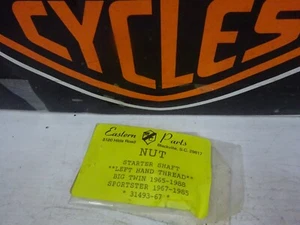 CYCLES
Eastern Parts
NUT
STARTER SHAFT
**LEFT HAND THREAD**
BIG TWIN 1965-1988
SPORTSTER 1967-1985
* 31493-67 *